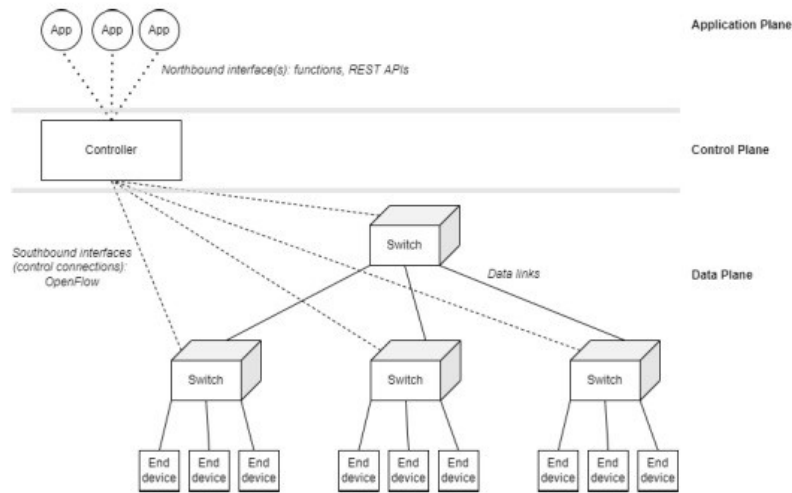 App App App
Application Plane
Northbound interface(s): functions, REST APIs
Controller
Control Plane
Switch
Southbound interfaces
(control connections):
OpenFlow
Data links
Data Plane
Switch Switch Switch
End End End End End End End End End
device device device device device device device device device